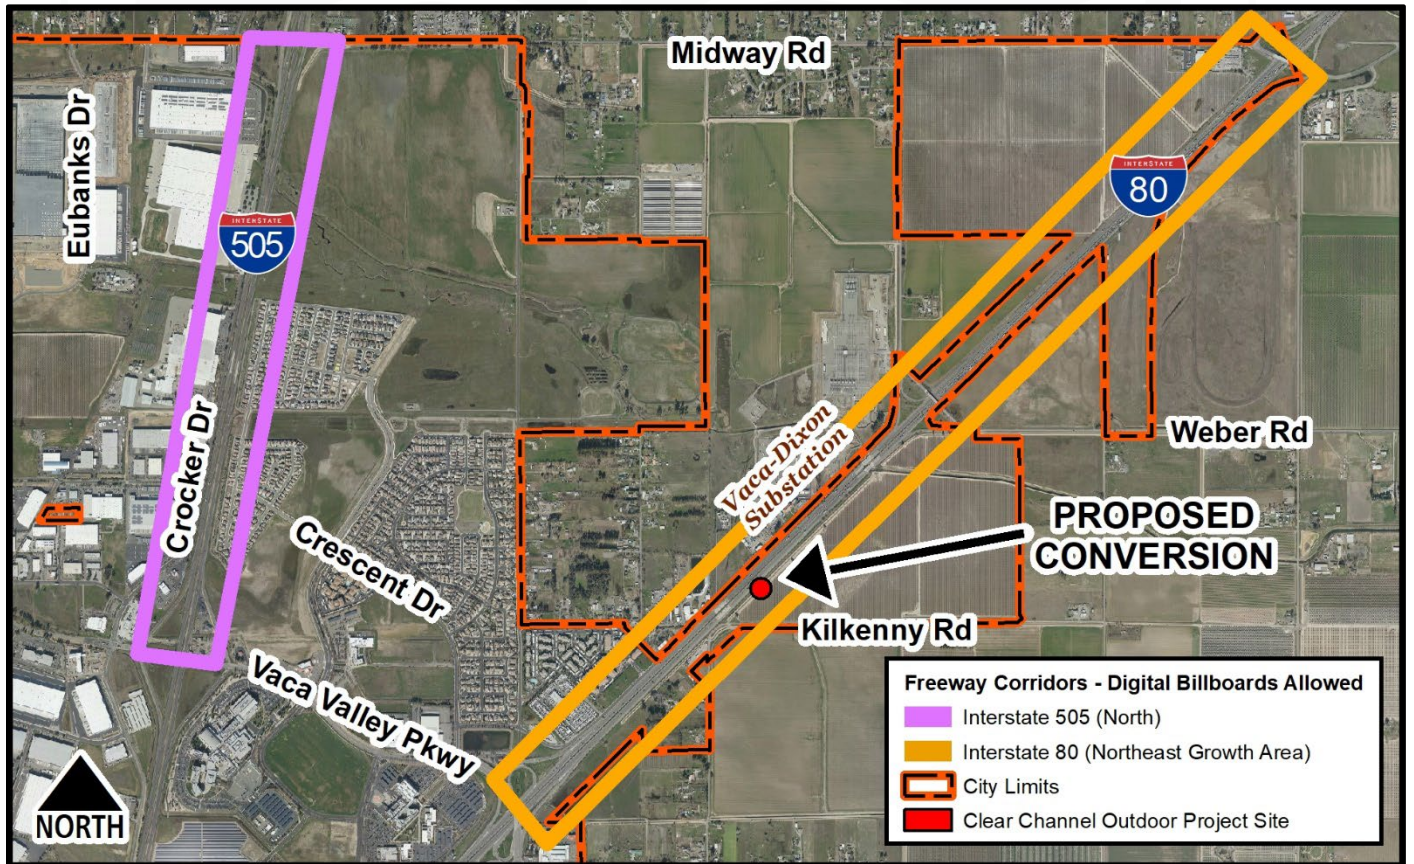 Midway Rd
Eubanks Dr
INTERSTATE
505
INTERSTATE
80
Crocker Dr
Weber Rd
Vaca-Dixon
Substation
PROPOSED
CONVERSION
Crescent Dr
Kilkenny Rd
Vaca Valley Pkwy
NORTH
Freeway Corridors - Digital Billboards Allowed
Interstate 505 (North)
Interstate 80 (Northeast Growth Area)
City Limits
Clear Channel Outdoor Project Site